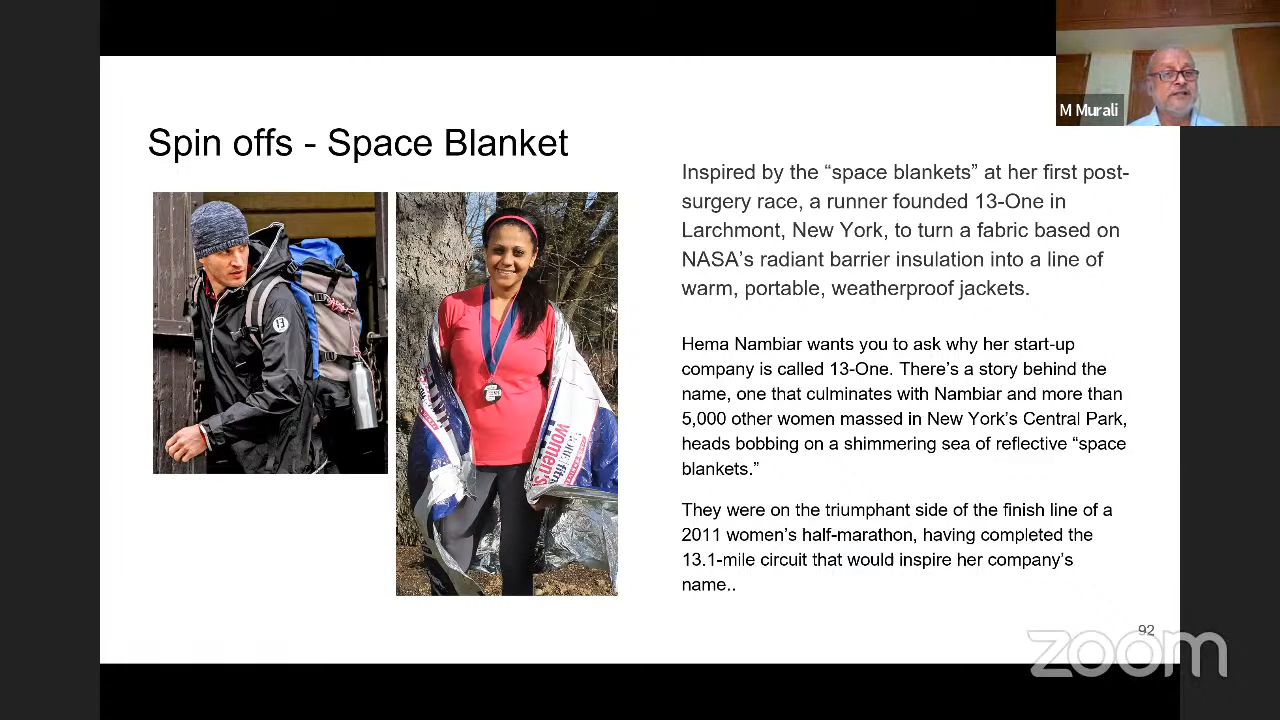 M Murali
Spin offs - Space Blanket
Inspired by the “space blankets” at her first post-
surgery race, a runner founded 13-One in
Larchmont, New York, to turn a fabric based on
NASA’s radiant barrier insulation into a line of
warm, portable, weatherproof jackets.
Hema Nambiar wants you to ask why her start-up
company is called 13-One. There’s a story behind the
name, one that culminates with Nambiar and more than
5,000 other women massed in New York’s Central Park,
heads bobbing on a shimmering sea of reflective “space
blankets.”
They were on the triumphant side of the finish line of a
2011 women’s half-marathon, having completed the
13.1-mile circuit that would inspire her company’s
name..
women's
92
zoom